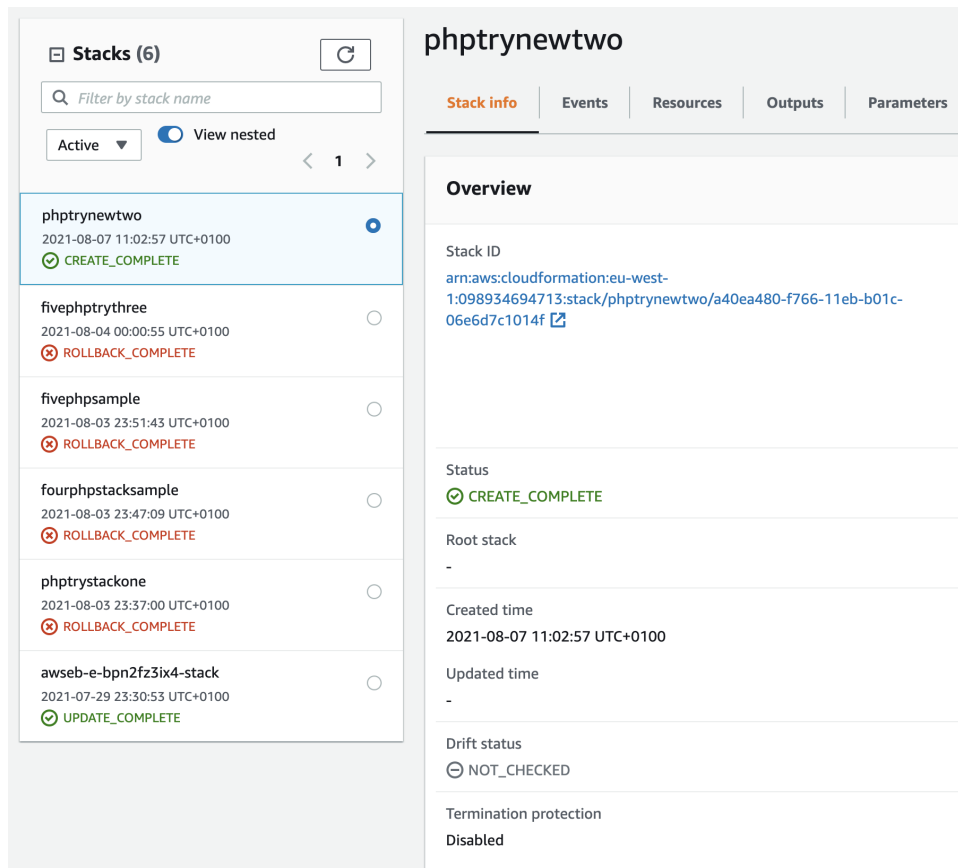 Stacks (6)
Filter by stack name
Active
View nested
1
phptrynewtwo
2021-08-07 11:02:57 UTC+0100
CREATE_COMPLETE
fivephptrythree
2021-08-04 00:00:55 UTC+0100
ROLLBACK_COMPLETE
fivephpsample
2021-08-03 23:51:43 UTC+0100
ROLLBACK_COMPLETE
fourphpstacksample
2021-08-03 23:47:09 UTC+0100
ROLLBACK_COMPLETE
phptrystackone
2021-08-03 23:37:00 UTC+0100
ROLLBACK_COMPLETE
awseb-e-bpn2fz3ix4-stack
2021-07-29 23:30:53 UTC+0100
UPDATE_COMPLETE
phptrynewtwo
Stack info
Events
Resources
Outputs
Parameters
Overview
Stack ID
arn:aws:cloudformation:eu-west-
1:098934694713:stack/phptrynewtwo/a40ea480-f766-11eb-b01c-
06e6d7c1014f
Status
CREATE_COMPLETE
Root stack
-
Created time
2021-08-07 11:02:57 UTC+0100
Updated time
-
Drift status
NOT_CHECKED
Termination protection
Disabled